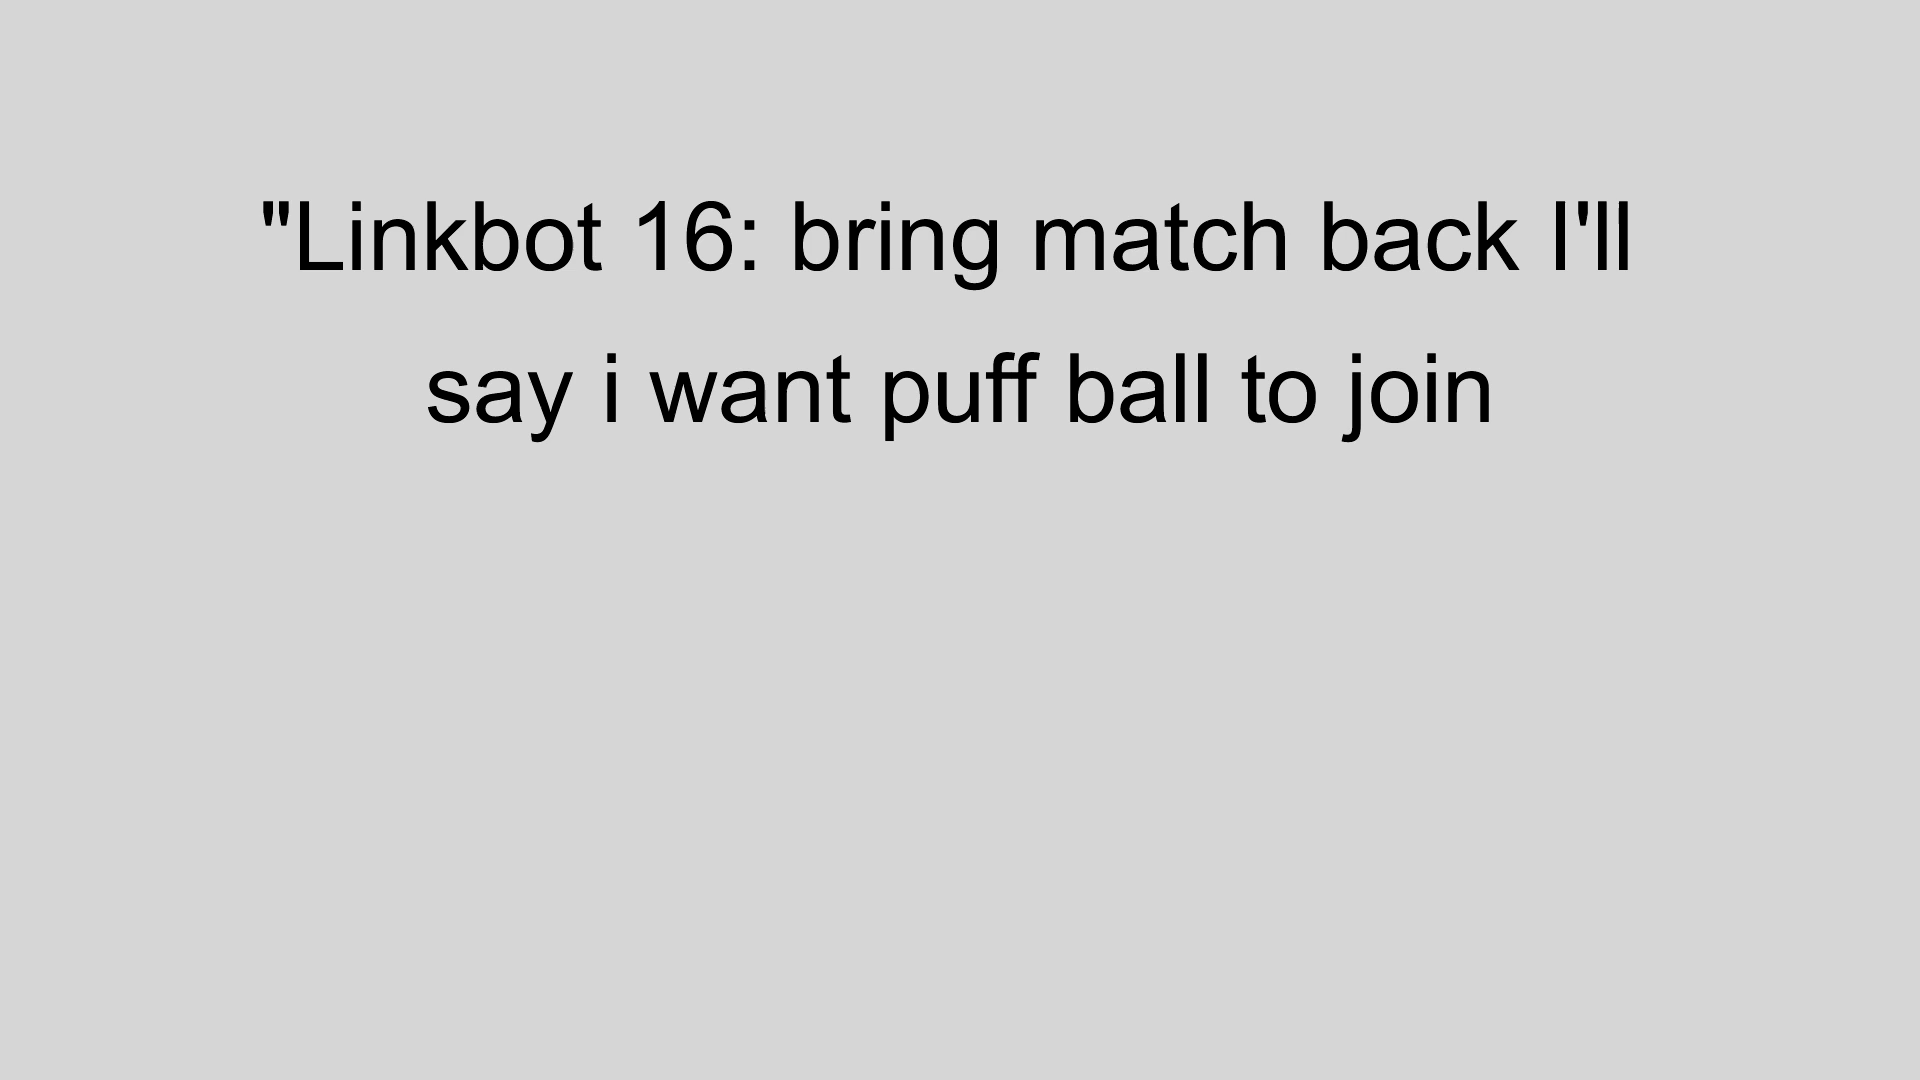 "Linkbot 16: bring match back I'll
say i want puff ball to join